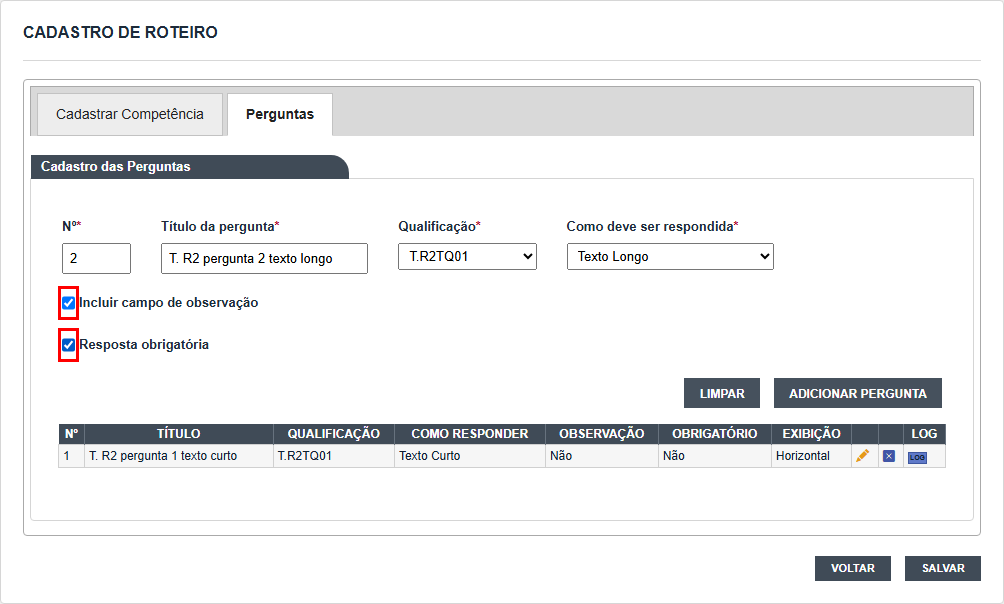 CADASTRO DE ROTEIRO
Cadastrar Competência Perguntas
Cadastro das Perguntas
Nº* Título da pergunta* Qualificação* Como deve ser respondida*
2 T. R2 pergunta 2 texto longo T.R2TQ01 Texto Longo
Incluir campo de observação
Resposta obrigatória
LIMPAR ADICIONAR PERGUNTA
Nº TÍTULO QUALIFICAÇÃO COMO RESPONDER OBSERVAÇÃO OBRIGATÓRIO EXIBIÇÃO LOG
1 T. R2 pergunta 1 texto curto T.R2TQ01 Texto Curto Não Não Horizontal LOG
VOLTAR SALVAR